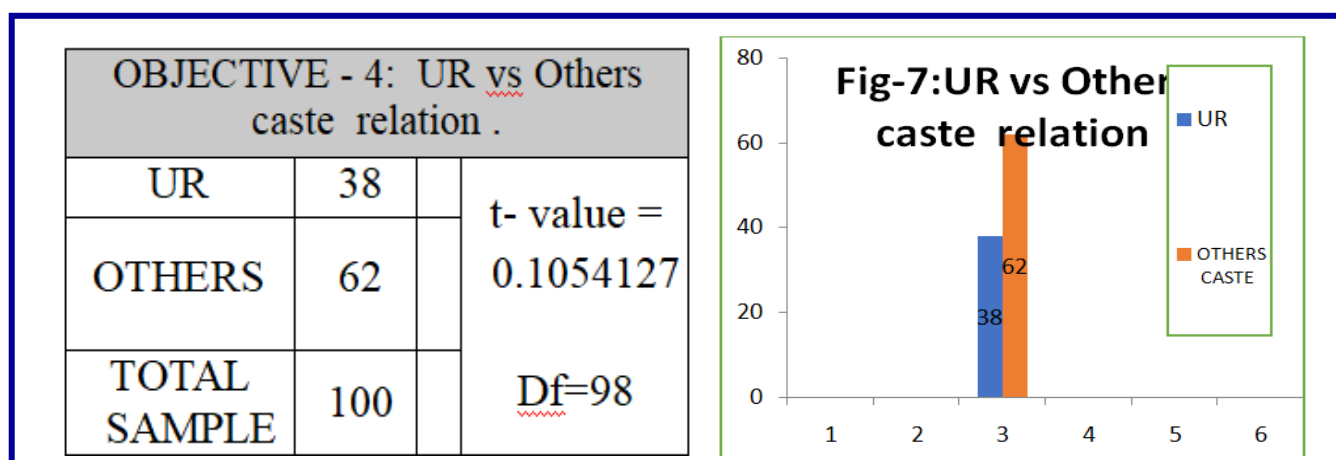 OBJECTIVE - 4: UR vs Others
caste relation .
UR 38
OTHERS 62
t- value =
0.1054127
TOTAL
SAMPLE
100
Df=98
Fig-7:UR vs Other
caste relation
80
60
40
20
0
38
62
1 2 3 4 5 6
UR
OTHERS
CASTE